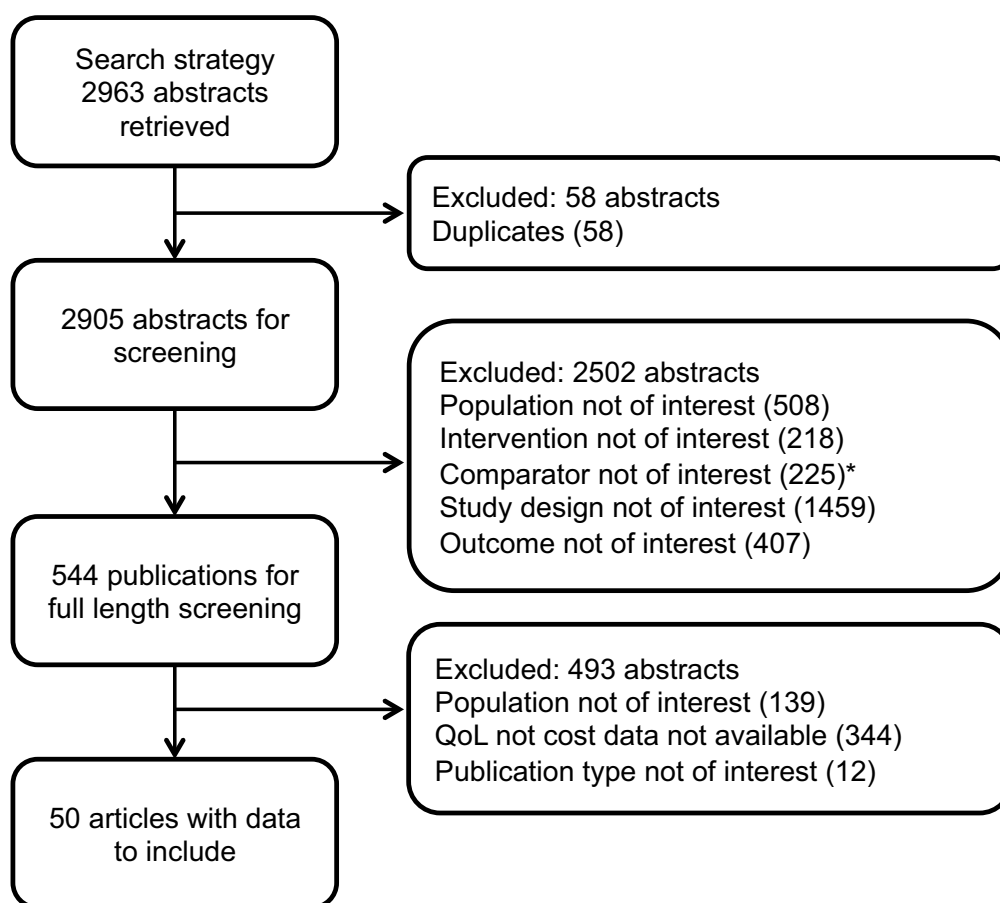 Search strategy
2963 abstracts
retrieved
Excluded: 58 abstracts
Duplicates (58)
2905 abstracts for
screening
Excluded: 2502 abstracts
Population not of interest (508)
Intervention not of interest (218)
Comparator not of interest (225)*
Study design not of interest (1459)
Outcome not of interest (407)
544 publications for
full length screening
Excluded: 493 abstracts
Population not of interest (139)
QoL not cost data not available (344)
Publication type not of interest (12)
50 articles with data
to include